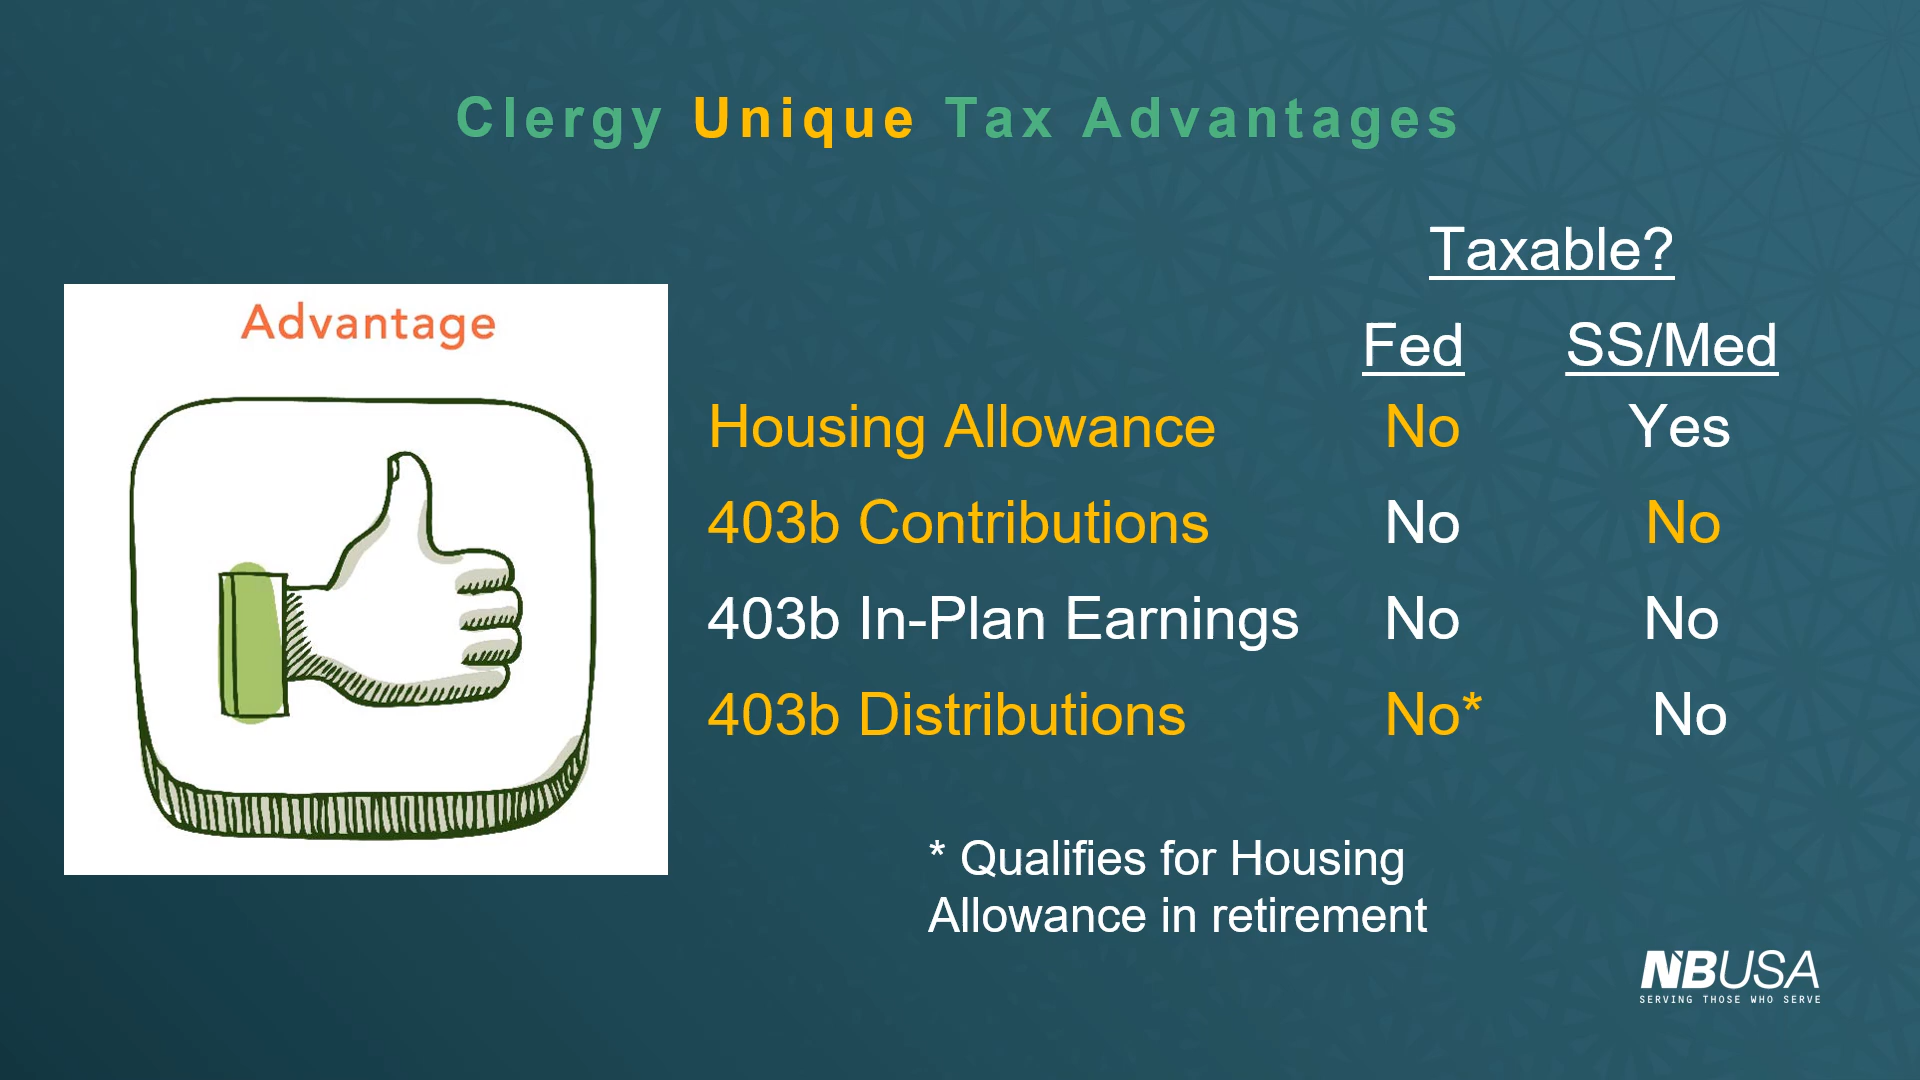 Clergy Unique Tax Advantages
Advantage
Taxable?
Fed SS/Med
Housing Allowance No Yes
403b Contributions No No
403b In-Plan Earnings No No
403b Distributions No* No
* Qualifies for Housing
Allowance in retirement
NBUSA
SERVING THOSE WHO SERVE